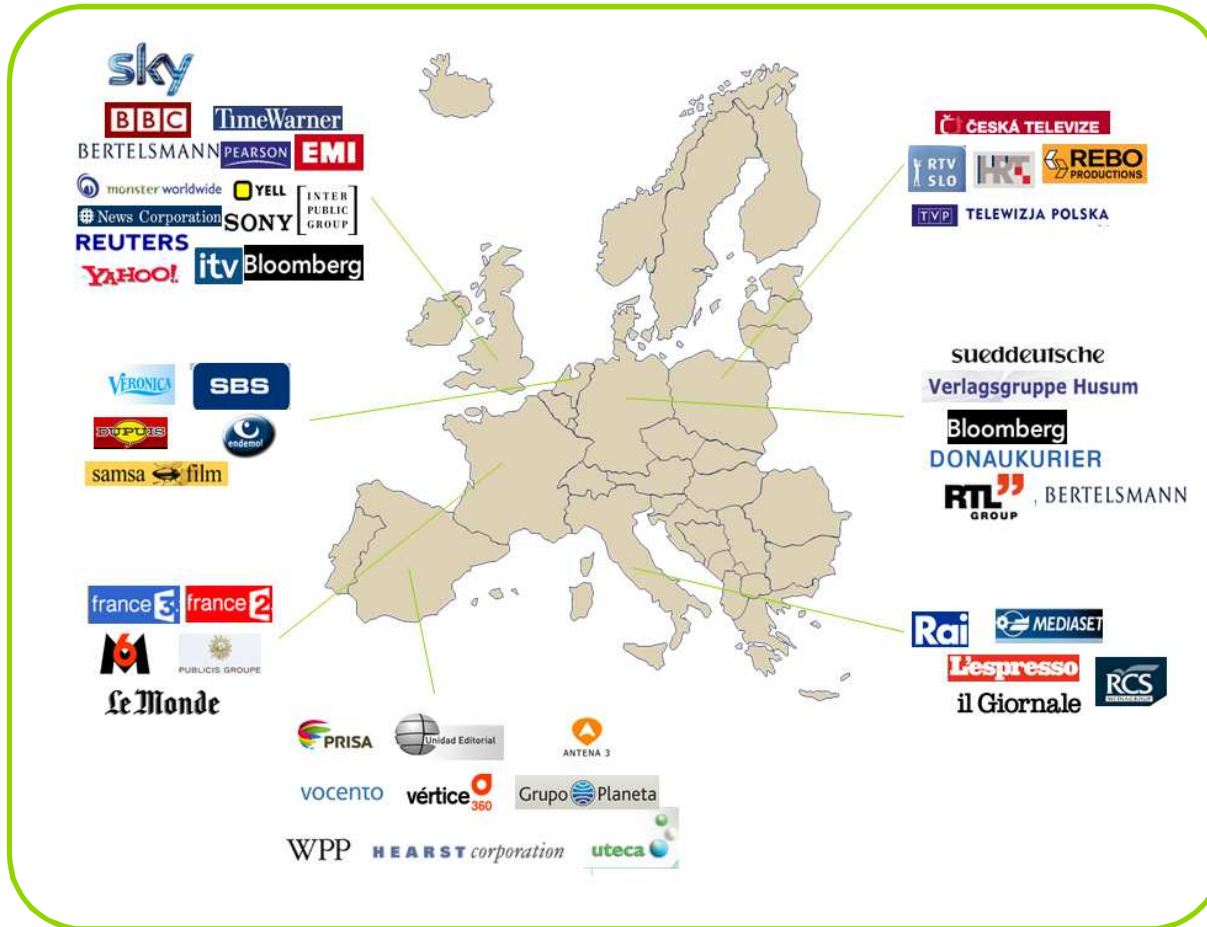 sky
BBC TimeWarner
BERTELSMANN PEARSON EMI
monsterworldwide YELL INTER
News Corporation SONY PUBLIC
GROUP
REUTERS
YAHOO! itv Bloomberg
VERONICA SBS
DUPUIS endemol
samsa film
france 3 france 2
M6 PUBLICIS GROUPE
Le Monde
PRISA Unidad Editorial ANTENA 3
vocento vértice 360 Grupo Planeta
WPP HEARST corporation uteca
ČESKÁ TELEVIZE
RTV SLO HRT REBO PRODUCTIONS
TVP TELEWIZJA POLSKA
sueddeutsche
Verlagsgruppe Husum
Bloomberg
DONAUKURIER
RTL GROUP , BERTELSMANN
Rai MEDIASET
L'espresso RCS
il Giornale